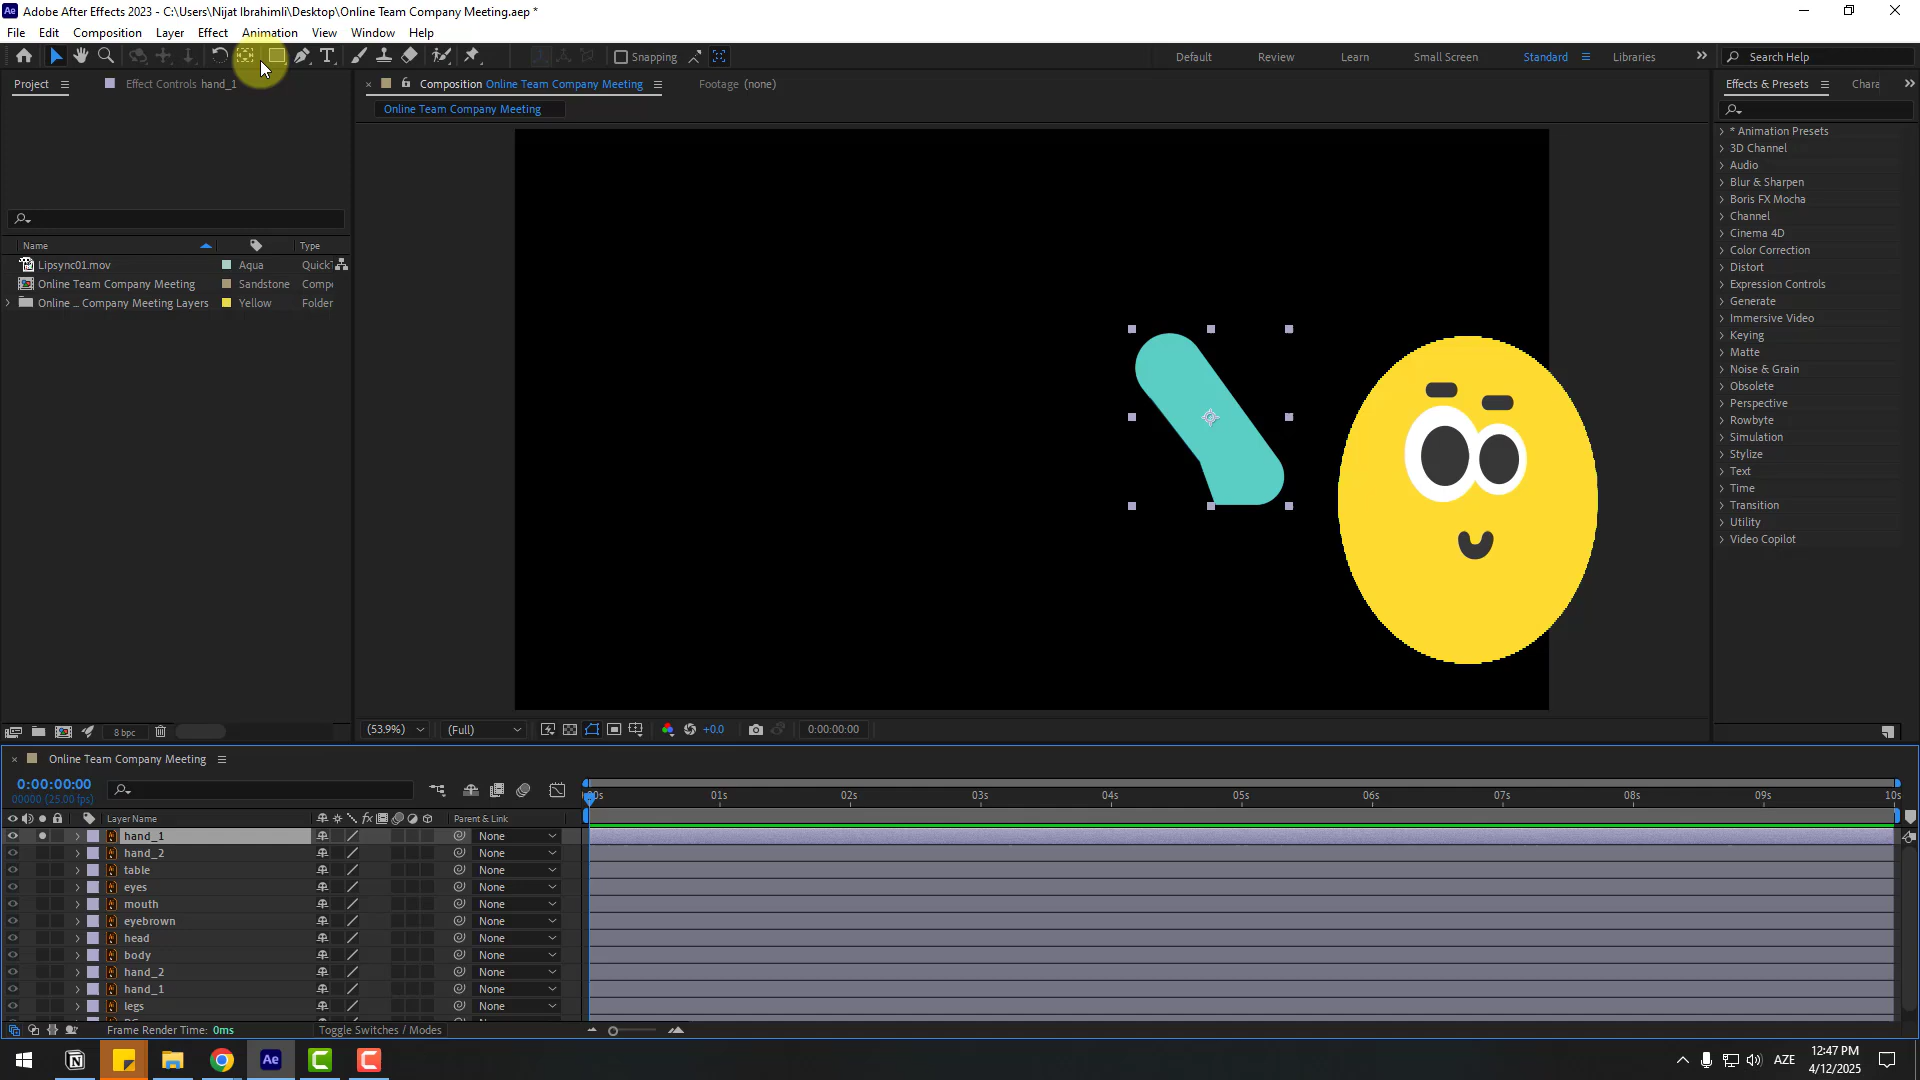 Adobe After Effects 2023 - C:\Users\Nijat Ibrahimli\Desktop\Online Team Company Meeting.aep *
File Edit Composition Layer Effect Animation View Window Help
Snapping
Default Review Learn Small Screen Standard Libraries
Search Help
Project
Effect Controls hand_1
Composition Online Team Company Meeting
Footage (none)
Effects & Presets
Chara
Online Team Company Meeting
Name Type
Lipsync01.mov Aqua Quick
Online Team Company Meeting Sandstone Comp
Online ... Company Meeting Layers Yellow Folder
* Animation Presets
3D Channel
Audio
Blur & Sharpen
Boris FX Mocha
Channel
Cinema 4D
Color Correction
Distort
Expression Controls
Generate
Immersive Video
Keying
Matte
Noise & Grain
Obsolete
Perspective
Rowbyte
Simulation
Stylize
Text
Time
Transition
Utility
Video Copilot
8 bpc
(53.9%) (Full) +0.0 0:00:00:00
Online Team Company Meeting
0:00:00:00
00000 (25.00 fps)
01s 02s 03s 04s 05s 06s 07s 08s 09s 10s
Layer Name Parent & Link
hand_1 None
hand_2 None
table None
eyes None
mouth None
eyebrown None
head None
body None
hand_2 None
hand_1 None
legs None
Frame Render Time: 0ms Toggle Switches / Modes
AZE
12:47 PM
4/12/2025